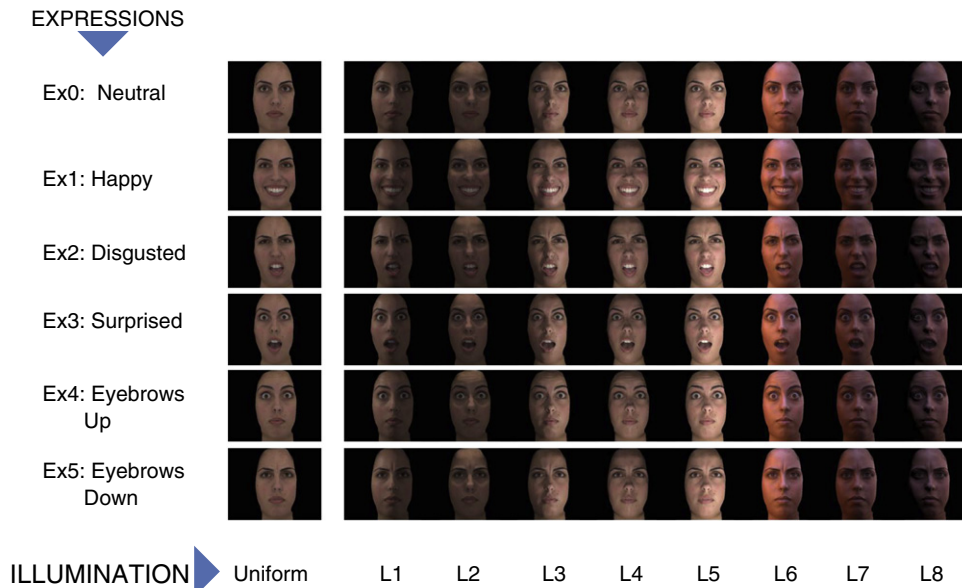 EXPRESSIONS
Ex0: Neutral
Ex1: Happy
Ex2: Disgusted
Ex3: Surprised
Ex4: Eyebrows
Up
Ex5: Eyebrows
Down
ILLUMINATION Uniform L1 L2 L3 L4 L5 L6 L7 L8